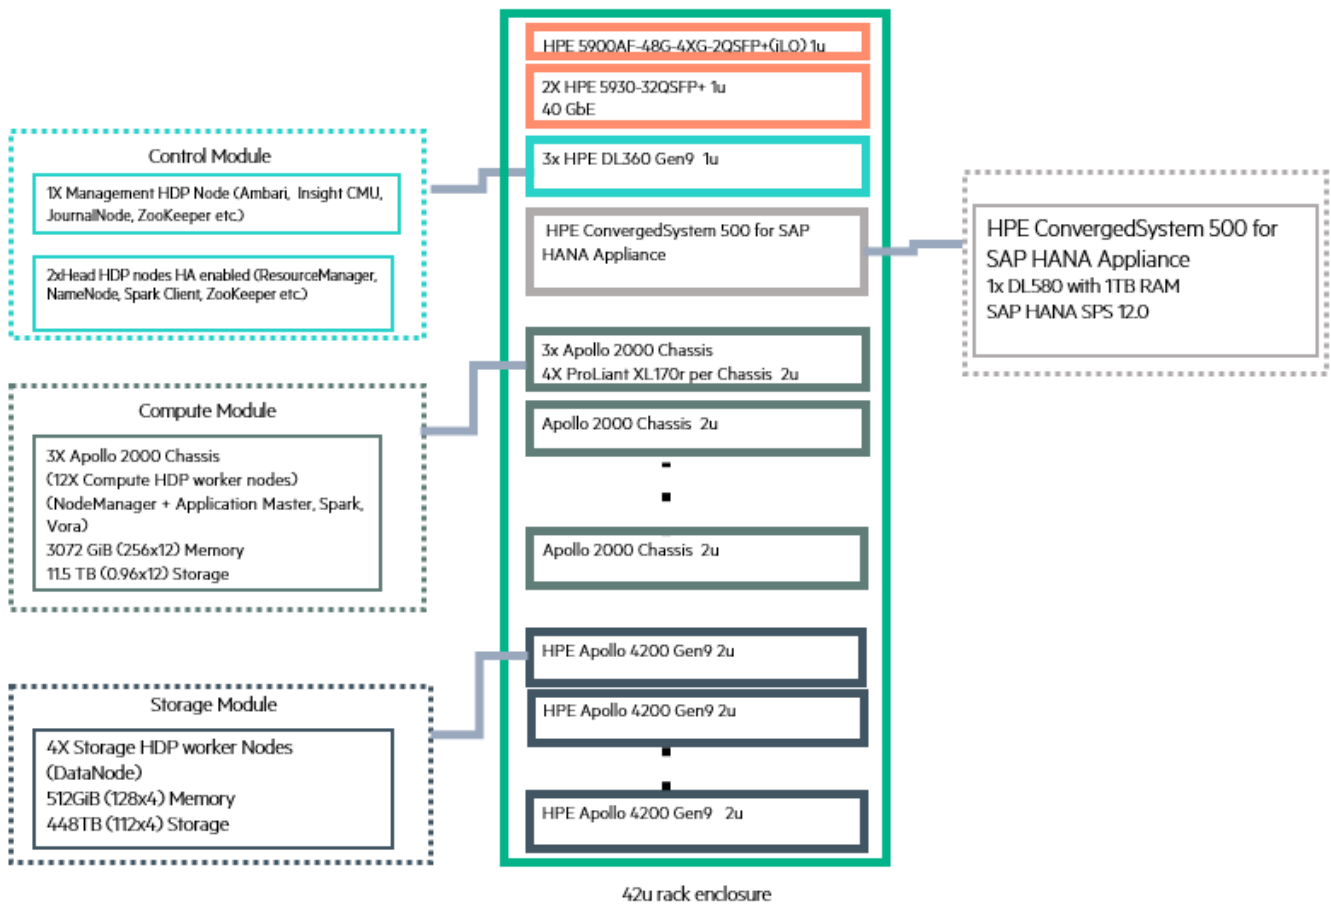 HPE 5900AF-48G-4XG-2QSFP+(iLO) 1u
2X HPE 5930-32QSFP+ 1u
40 GbE
3x HPE DL360 Gen9 1u
HPE ConvergedSystem 500 for SAP
HANA Appliance
3x Apollo 2000 Chassis
4X ProLiant XL170r per Chassis 2u
Apollo 2000 Chassis 2u
Apollo 2000 Chassis 2u
HPE Apollo 4200 Gen9 2u
HPE Apollo 4200 Gen9 2u
HPE Apollo 4200 Gen9 2u
42u rack enclosure
Control Module
1X Management HDP Node (Ambari, Insight CMU,
JournalNode, ZooKeeper etc.)
2xHead HDP nodes HA enabled (ResourceManager,
NameNode, Spark Client, ZooKeeper etc.)
Compute Module
3X Apollo 2000 Chassis
(12X Compute HDP worker nodes)
(NodeManager + Application Master, Spark,
Vora)
3072 GiB (256x12) Memory
11.5 TB (0.96x12) Storage
Storage Module
4X Storage HDP worker Nodes
(DataNode)
512GiB (128x4) Memory
448TB (112x4) Storage
HPE ConvergedSystem 500 for
SAP HANA Appliance
1x DL580 with 1TB RAM
SAP HANA SPS 12.0